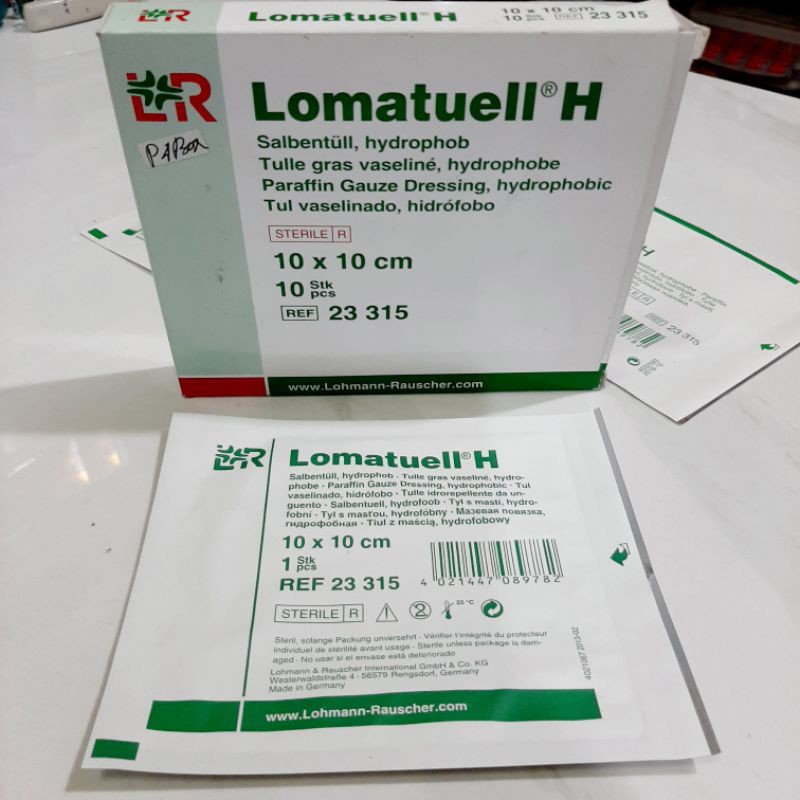 L&R Lomatuell® H 10 x 10 cm
10 Stk pcs REF 23 315
L&R Lomatuell® H
Salbentüll, hydrophob
Tulle gras vaseliné, hydrophobe
Paraffin Gauze Dressing, hydrophobic
Tul vaselinado, hidrófobo
STERILE R
10 x 10 cm
10 Stk pcs
REF 23 315
www.Lohmann-Rauscher.com
H
REF 23 315
L&R Lomatuell® H
Salbentüll, hydrophob · Tulle gras vaseliné, hydro-
phobe · Paraffin Gauze Dressing, hydrophobic · Tul
vaselinado, hidrófobo · Tulle idrorepellente da un-
guento · Salbentuell, hydrofoob · Tyl s mastí, hydro-
fobní · Tyl s masťou, hydrofóbny · Мазевая повязка,
гидрофобная · Tiul z maścią, hydrofobowy
10 x 10 cm
1 Stk pcs
REF 23 315
4 021447 089782
STERILE R 2 25 °C
Steril, solange Packung unversehrt · Vérifier l'intégrité du protecteur
individuel de stérilité avant usage · Sterile unless package is dam-
aged · No usar si el envase está deteriorado
Lohmann & Rauscher International GmbH & Co. KG
Westerwaldstraße 4 · 56579 Rengsdorf, Germany
Made in Germany
4021067 2015-02
www.Lohmann-Rauscher.com